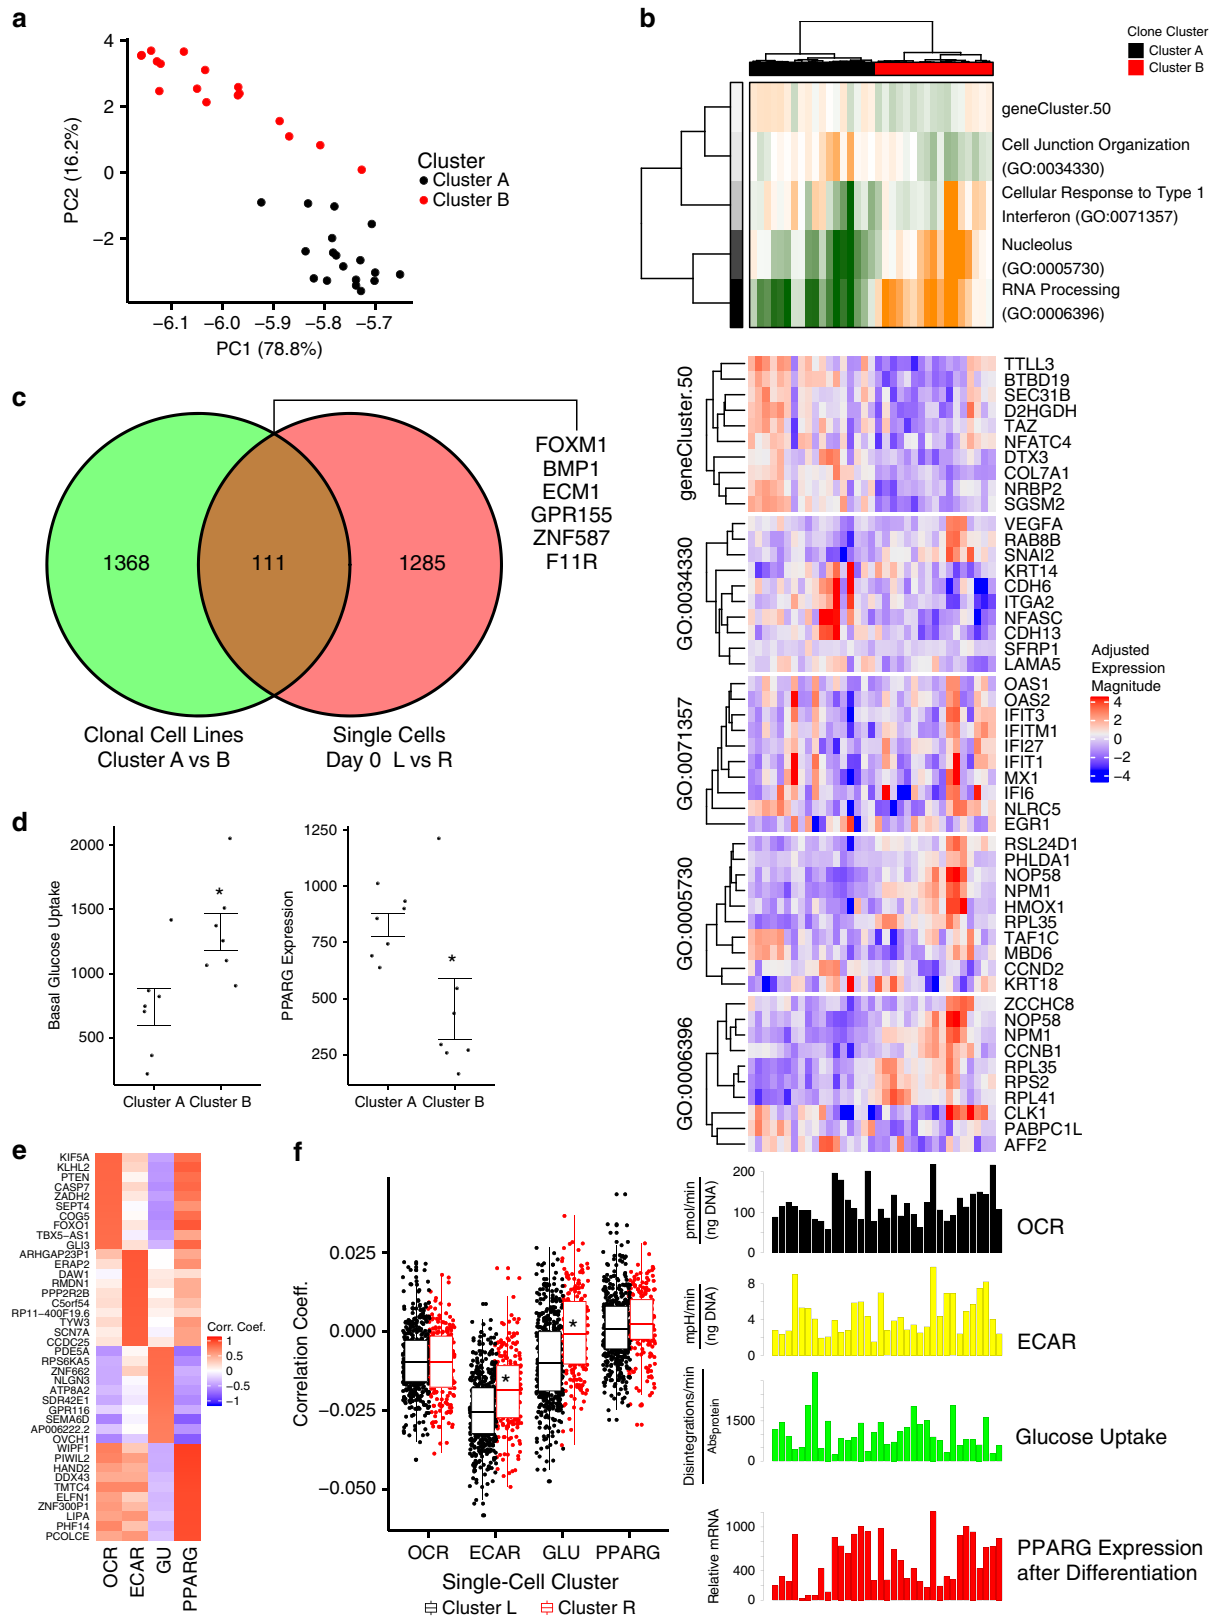 a
4
2
0
−2
PC2 (16.2%)
−6.1 −6.0 −5.9 −5.8 −5.7
PC1 (78.8%)
Cluster
Cluster A
Cluster B
b
Clone Cluster
Cluster A
Cluster B
geneCluster.50
Cell Junction Organization
(GO:0034330)
Cellular Response to Type 1
Interferon (GO:0071357)
Nucleolus
(GO:0005730)
RNA Processing
(GO:0006396)
geneCluster.50
TTLL3
BTBD19
SEC31B
D2HGDH
TAZ
NFATC4
DTX3
COL7A1
NRBP2
SGSM2
GO:0034330
VEGFA
RAB8B
SNAI2
KRT14
CDH6
ITGA2
NFASC
CDH13
SFRP1
LAMA5
GO:0071357
OAS1
OAS2
IFIT3
IFITM1
IFI27
IFIT1
MX1
IFI6
NLRC5
EGR1
GO:0005730
RSL24D1
PHLDA1
NOP58
NPM1
HMOX1
RPL35
TAF1C
MBD6
CCND2
KRT18
GO:0006396
ZCCHC8
NOP58
NPM1
CCNB1
RPL35
RPS2
RPL41
CLK1
PABPC1L
AFF2
Adjusted
Expression
Magnitude
4
2
0
−2
−4
pmol/min
(ng DNA)
200
100
0
OCR
mpH/min
(ng DNA)
8
4
0
ECAR
Disintegrations/min
Absprotein
1500
0
Glucose Uptake
Relative mRNA
1000
400
0
PPARG Expression
after Differentiation
c
1368
111
1285
FOXM1
BMP1
ECM1
GPR155
ZNF587
F11R
Clonal Cell Lines
Cluster A vs B
Single Cells
Day 0 L vs R
d
Basal Glucose Uptake
2000
1500
1000
500
*
Cluster A Cluster B
PPARG Expression
1250
1000
750
500
250
*
Cluster A Cluster B
e
KIF5A
KLHL2
PTEN
CASP7
ZADH2
SEPT4
COG5
FOXO1
TBX5−AS1
GLI3
ARHGAP23P1
ERAP2
DAW1
RMDN1
PPP2R2B
C5orf54
RP11−400F19.6
TYW3
SCN7A
CCDC25
PDE5A
RPS6KA5
ZNF662
NLGN3
ATP8A2
SDR42E1
GPR116
SEMA6D
AP006222.2
OVCH1
WIPF1
PIWIL2
HAND2
DDX43
TMTC4
ELFN1
ZNF300P1
LIPA
PHF14
PCOLCE
OCR
ECAR
GU
PPARG
Corr. Coef.
1
0.5
0
−0.5
−1
f
Correlation Coeff.
0.025
0.000
−0.025
−0.050
*
*
OCR ECAR GLU PPARG
Single-Cell Cluster
Cluster L Cluster R